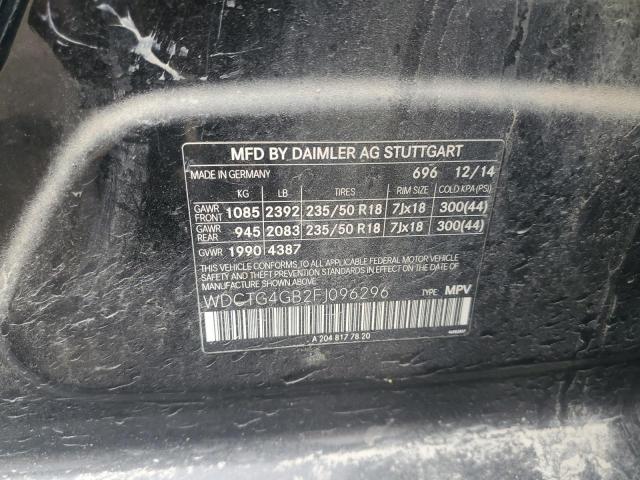 MFD BY DAIMLER AG STUTTGART
MADE IN GERMANY 696 12/14
KG LB TIRES RIM SIZE COLD KPA(PSI)
GAWR FRONT 1085 2392 235/50 R18 7Jx18 300(44)
GAWR REAR 945 2083 235/50 R18 7Jx18 300(44)
GVWR 1990 4387
THIS VEHICLE CONFORMS TO ALL APPLICABLE FEDERAL MOTOR VEHICLE
SAFETY STANDARDS AND THEFT PREVENTION STANDARDS
IN EFFECT ON THE DATE OF MANUFACTURE SHOWN ABOVE
WDCTG4GB2FJ096296 TYPE MPV
A 204 817 78 20